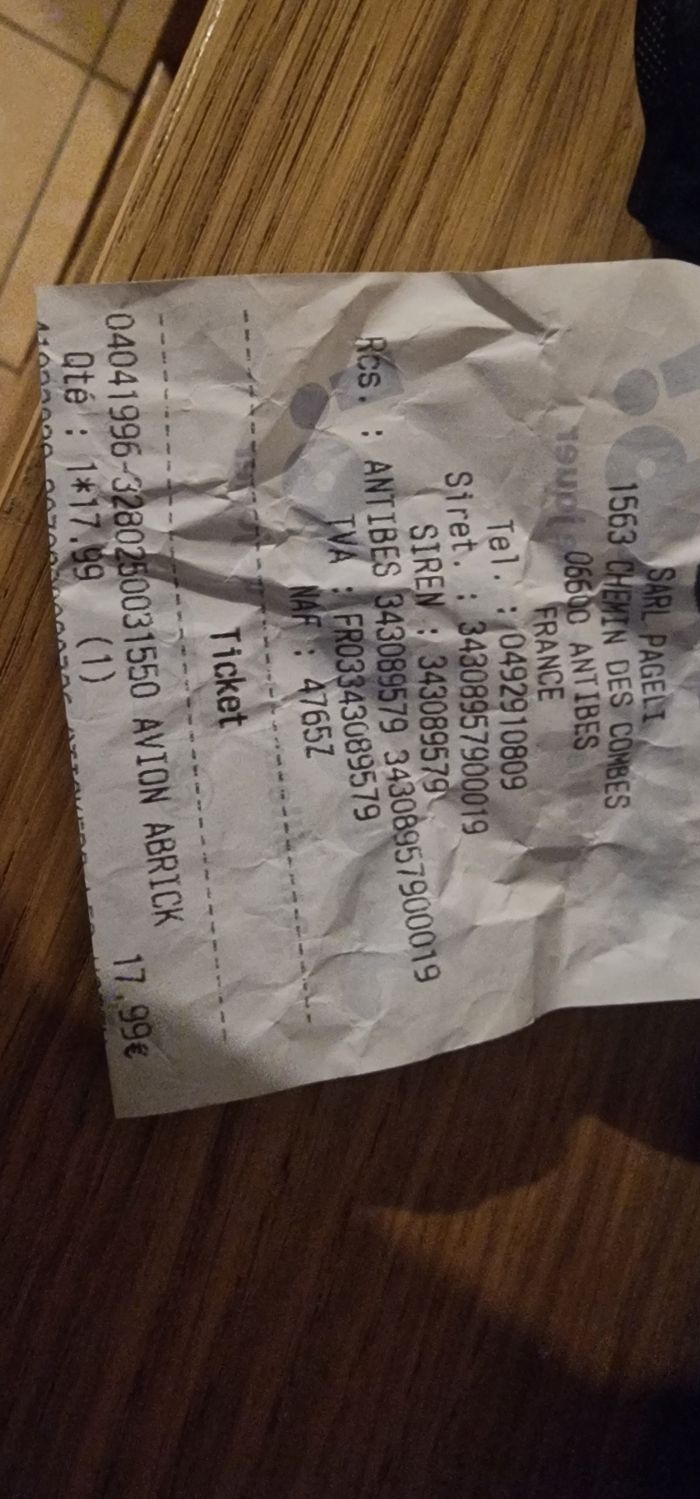 SARL PAGELI
1563 CHEMIN DES COMBES
06600 ANTIBES
FRANCE
Tel. : 0492910809
Siret. : 34308957900019
SIREN : 343089579
Rcs. : ANTIBES 343089579 34308957900019
TVA : FR03343089579
NAF : 4765Z
Ticket
04041996-3280250031550 AVION ABRICK 17,99€
Qté : 1*17.99 (1)